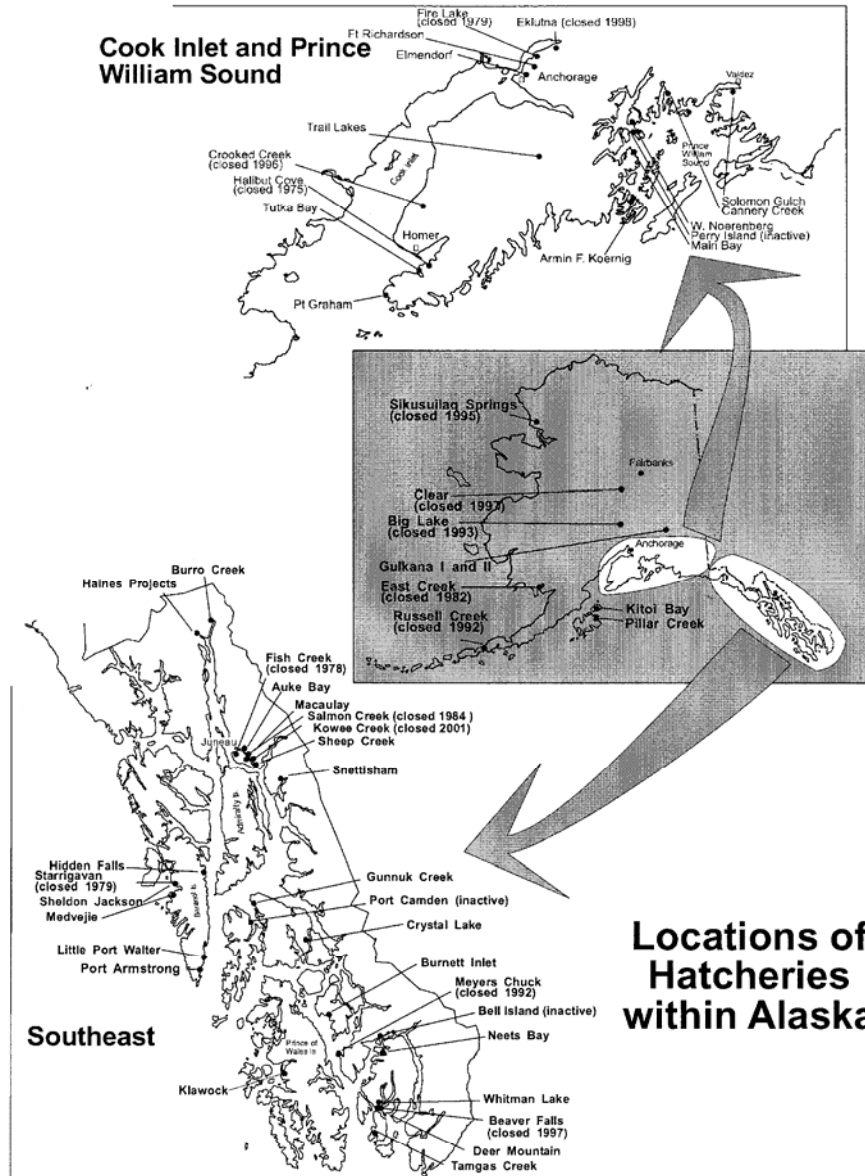 Cook Inlet and Prince
William Sound
Fire Lake
(closed 1979)
Eklutna (closed 1998)
Ft Richardson
Elmendorf
Anchorage
Valdez
Trail Lakes
Crooked Creek
(closed 1996)
Halibut Cove
(closed 1975)
Tutka Bay
Cook Inlet
Prince
William
Sound
Solomon Gulch
Cannery Creek
W. Noerenberg
Perry Island (inactive)
Main Bay
Homer
Armin F. Koernig
Pt Graham
Sikusuilaq Springs
(closed 1995)
Fairbanks
Clear
(closed 1997)
Big Lake
(closed 1993)
Anchorage
Gulkana I and II
East Creek
(closed 1982)
Russell Creek
(closed 1992)
Kitoi Bay
Pillar Creek
Burro Creek
Haines Projects
Fish Creek
(closed 1978)
Auke Bay
Macaulay
Salmon Creek (closed 1984 )
Kowee Creek (closed 2001)
Sheep Creek
Juneau
Snettisham
Admiralty Is
Hidden Falls
Starrigavan
(closed 1979)
Sheldon Jackson
Medvejie
Baranof Is
Gunnuk Creek
Port Camden (inactive)
Crystal Lake
Little Port Walter
Port Armstrong
Burnett Inlet
Meyers Chuck
(closed 1992)
Bell Island (inactive)
Neets Bay
Southeast
Prince of
Wales Is
Klawock
Whitman Lake
Beaver Falls
(closed 1997)
Deer Mountain
Tamgas Creek
Locations of
Hatcheries
within Alaska